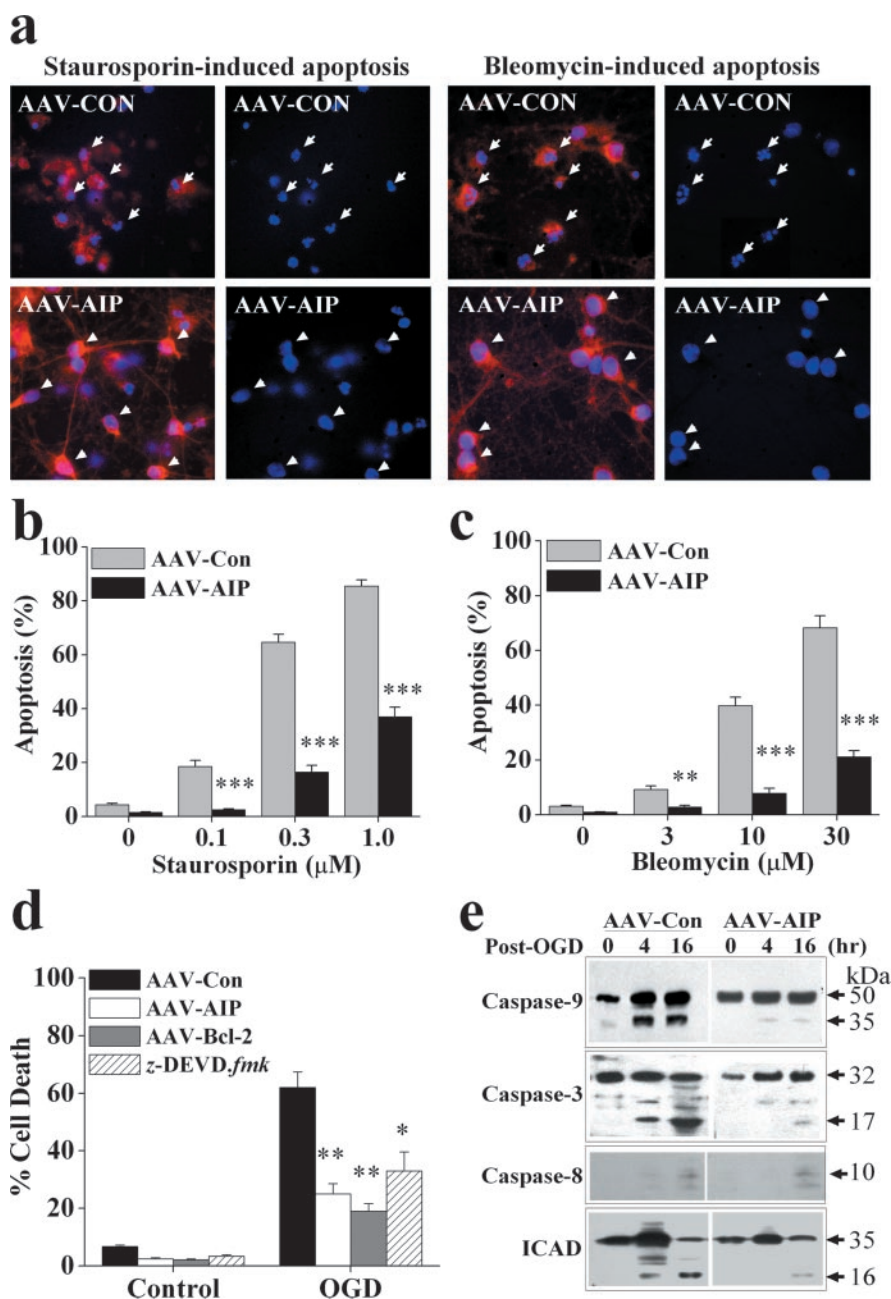 a
Staurosporin-induced apoptosis
Bleomycin-induced apoptosis
AAV-CON
AAV-CON
AAV-CON
AAV-CON
AAV-AIP
AAV-AIP
AAV-AIP
AAV-AIP
b
100
80
60
40
20
0
Apoptosis (%)
AAV-Con
AAV-AIP
***
***
***
0 0.1 0.3 1.0
Staurosporin (μM)
c
100
80
60
40
20
0
Apoptosis (%)
AAV-Con
AAV-AIP
**
***
***
0 3 10 30
Bleomycin (μM)
d
100
80
60
40
20
0
% Cell Death
AAV-Con
AAV-AIP
AAV-Bcl-2
z-DEVD.fmk
**
**
*
Control OGD
e
AAV-Con AAV-AIP
Post-OGD 0 4 16 0 4 16 (hr)
kDa
Caspase-9
50
35
Caspase-3
32
17
Caspase-8
10
ICAD
35
16